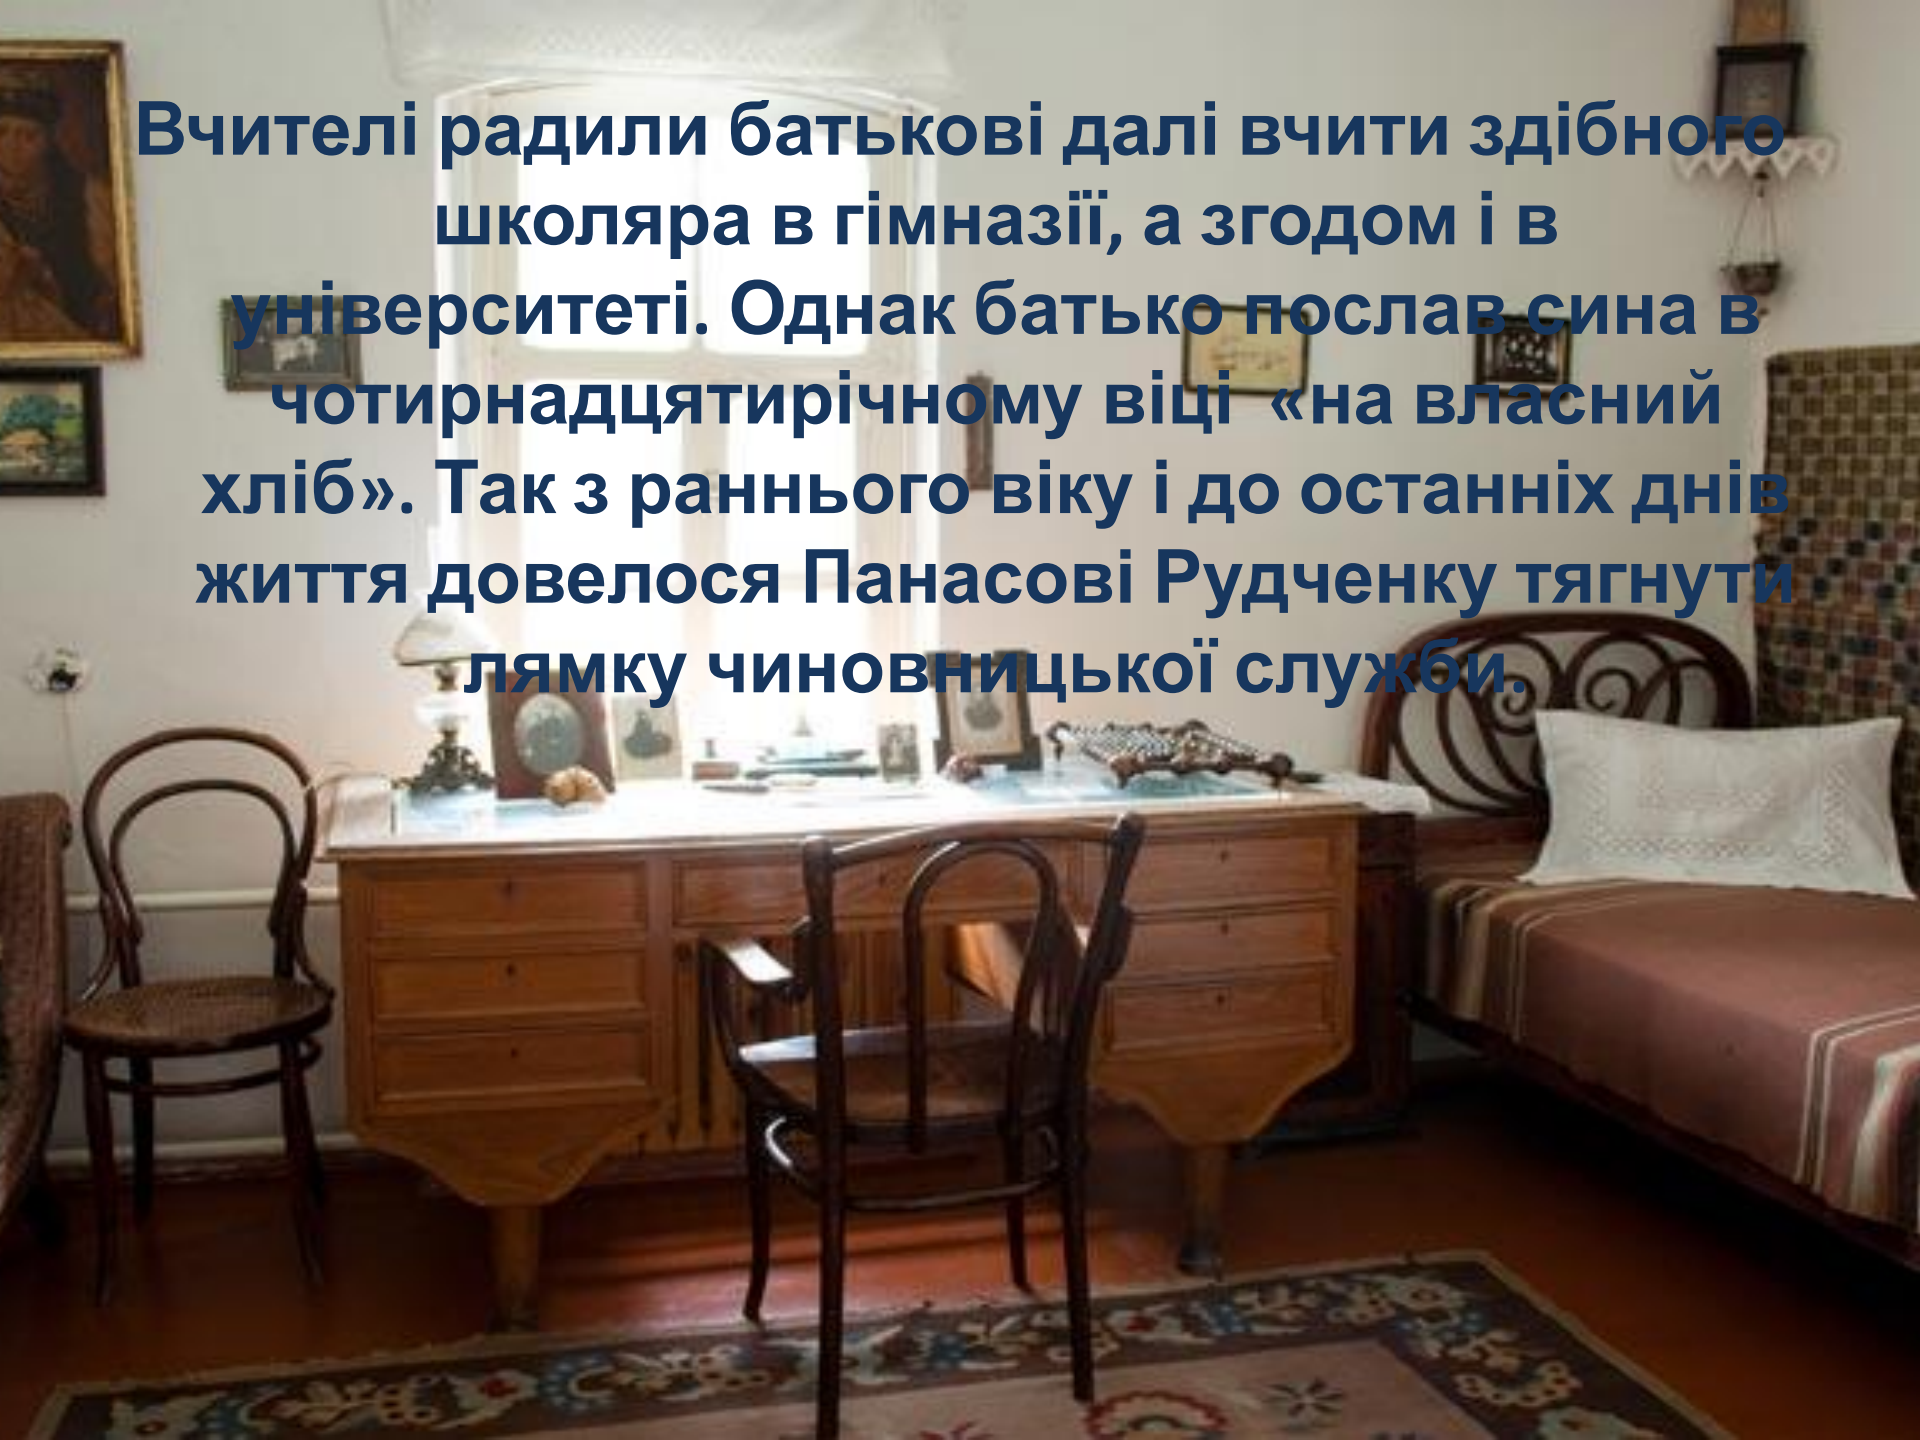 Вчителі радили батькові далі вчити здібного
школяра в гімназії, а згодом і в
університеті. Однак батько послав сина в
чотирнадцятирічному віці «на власний
хліб». Так з раннього віку і до останніх днів
життя довелося Панасові Рудченку тягнути
лямку чиновницької служби.